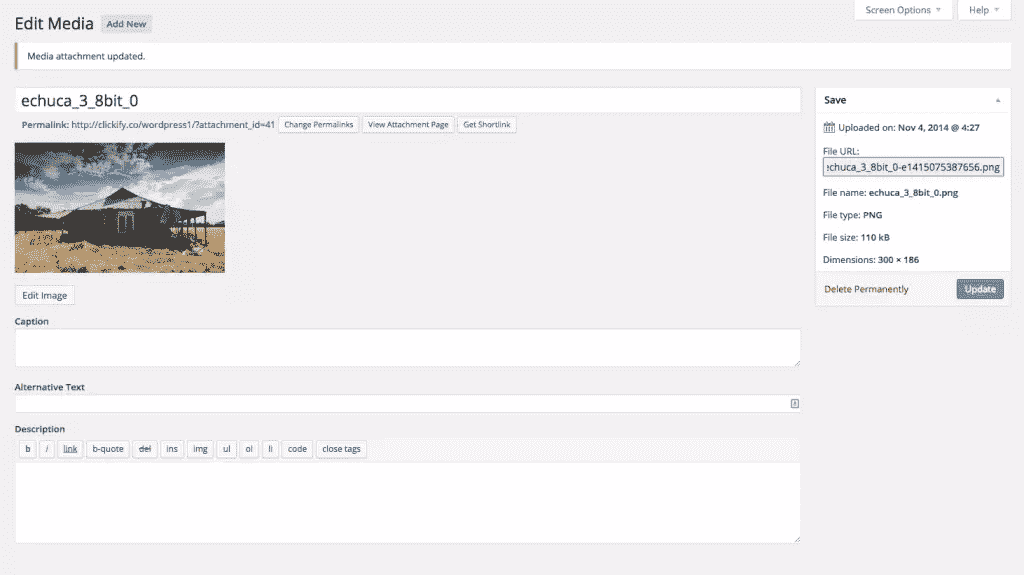 Screen Options
Help
Edit Media Add New
Media attachment updated.
echuca_3_8bit_0
Permalink: http://clickify.co/wordpress1/?attachment_id=41 Change Permalinks View Attachment Page Get Shortlink
Edit Image
Caption
Alternative Text
Description
b i link b-quote del ins img ul ol li code close tags
Save
Uploaded on: Nov 4, 2014 @ 4:27
File URL:
echuca_3_8bit_0-e1415075387656.png
File name: echuca_3_8bit_0.png
File type: PNG
File size: 110 kB
Dimensions: 300 × 186
Delete Permanently Update